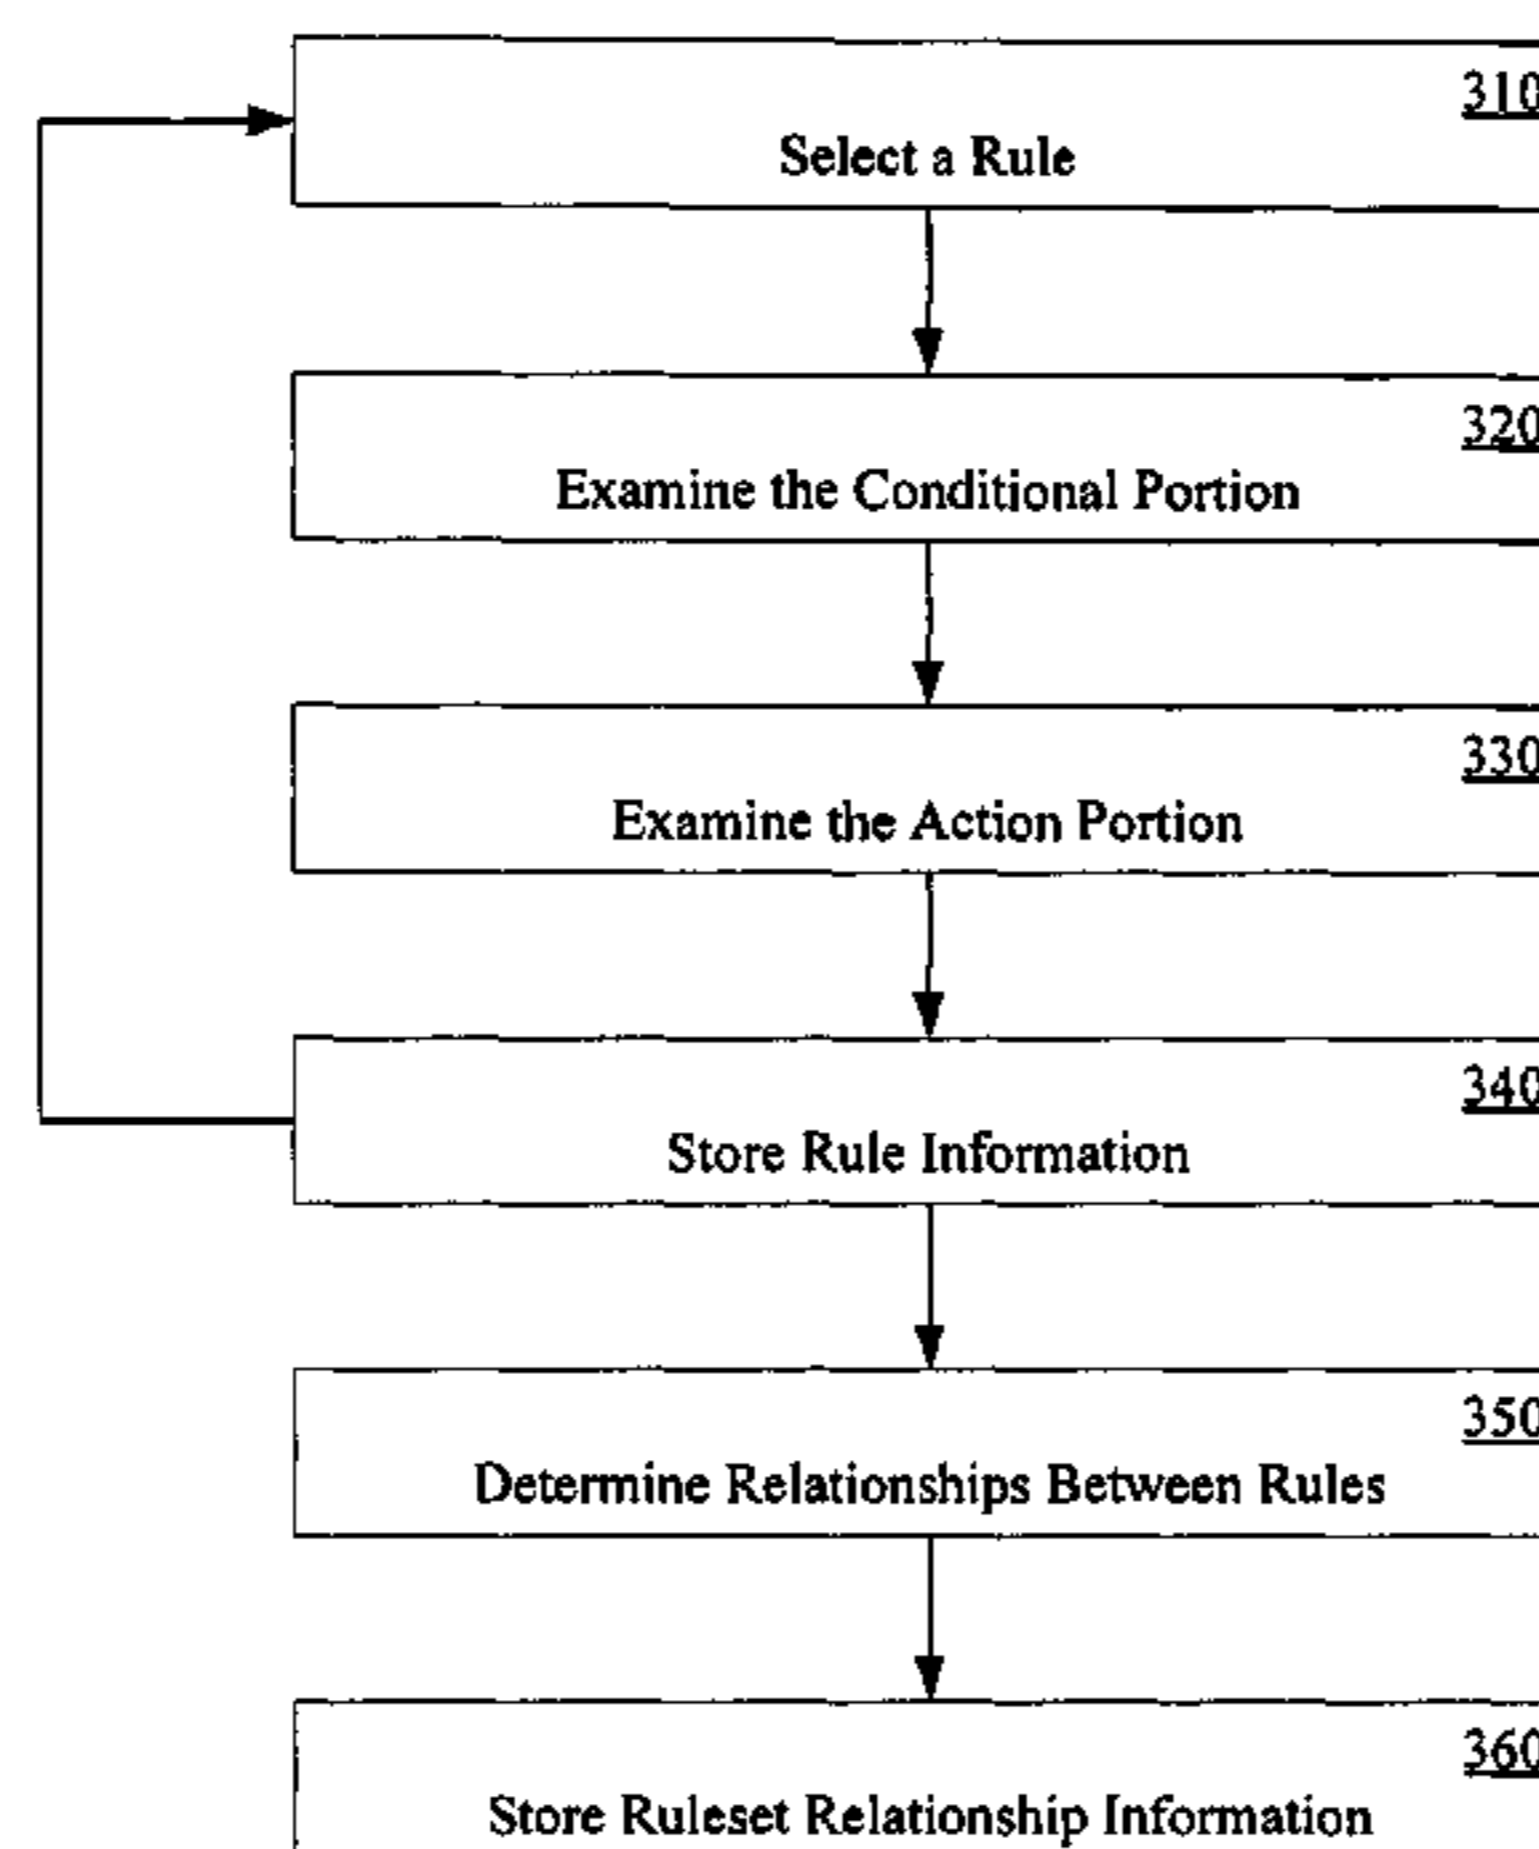 310
Select a Rule
320
Examine the Conditional Portion
330
Examine the Action Portion
340
Store Rule Information
350
Determine Relationships Between Rules
360
Store Ruleset Relationship Information